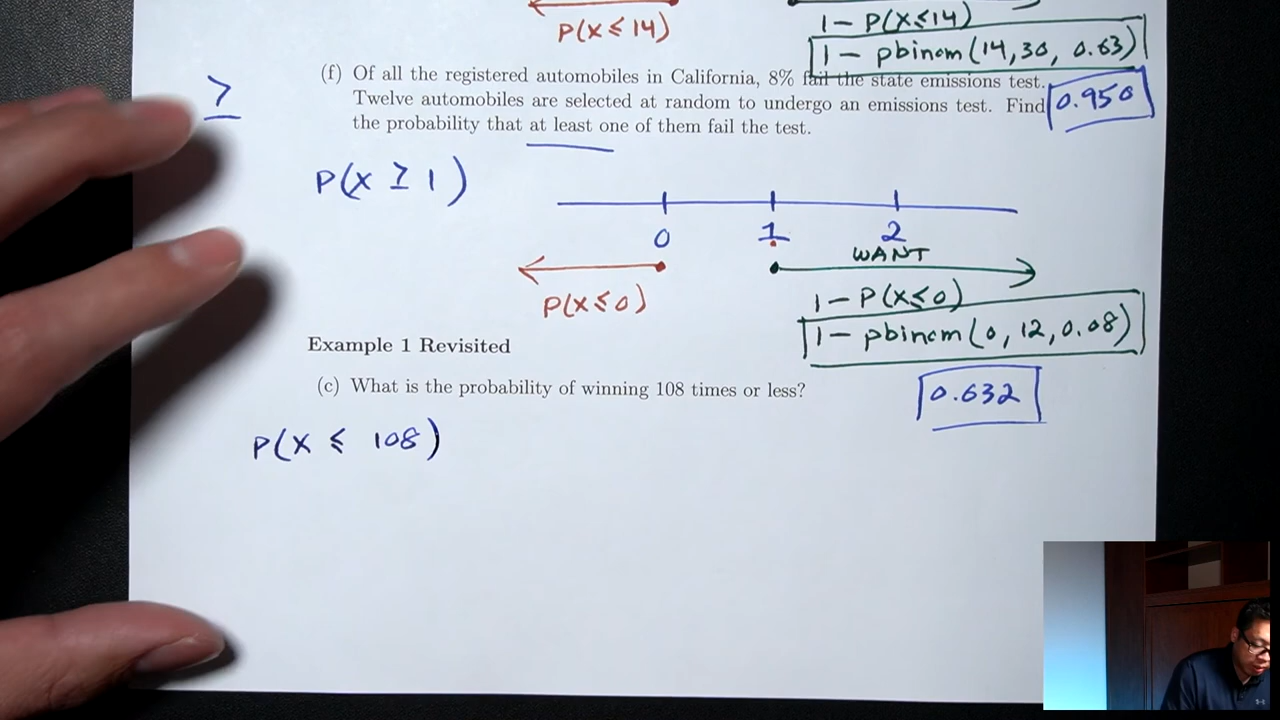 P(X ≤ 14)
1 - P(X ≤ 14)
1 - pbinom(14, 30, 0.63)
0.950
(f) Of all the registered automobiles in California, 8% fail the state emissions test.
Twelve automobiles are selected at random to undergo an emissions test. Find
the probability that at least one of them fail the test.
≥
P(X ≥ 1)
0 1 2
WANT
P(X ≤ 0)
1 - P(X ≤ 0)
1 - pbinom(0, 12, 0.08)
0.632
Example 1 Revisited
(c) What is the probability of winning 108 times or less?
P(X ≤ 108)